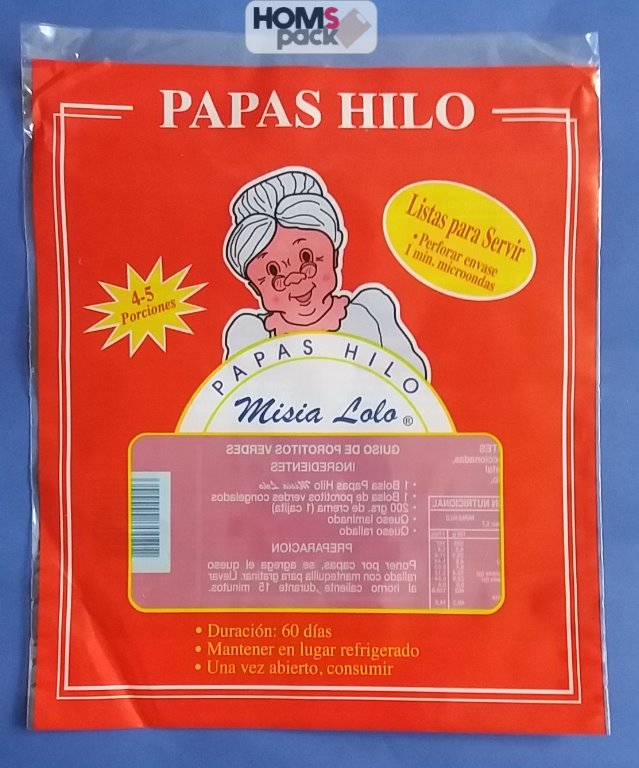 HOMS
pack
PAPAS HILO
Listas para Servir
• Perforar envase
1 min. microondas
4-5
Porciones
PAPAS HILO
Misia Lolo ®
GUISO DE POROTITOS VERDES
INGREDIENTES
• 1 Bolsa Papas Hilo Misia Lolo
• 1 Bolsa de porotitos verdes congelados
• 200 grs. de crema (1 cajita)
• Queso laminado
• Queso rallado
PREPARACION
Poner por capas, se agrega el queso
rallado con mantequilla para gratinar. Llevar
al horno caliente durante 15 minutos.
NUTRICIONAL
PAPAS HILO
• Duración: 60 días
• Mantener en lugar refrigerado
• Una vez abierto, consumir